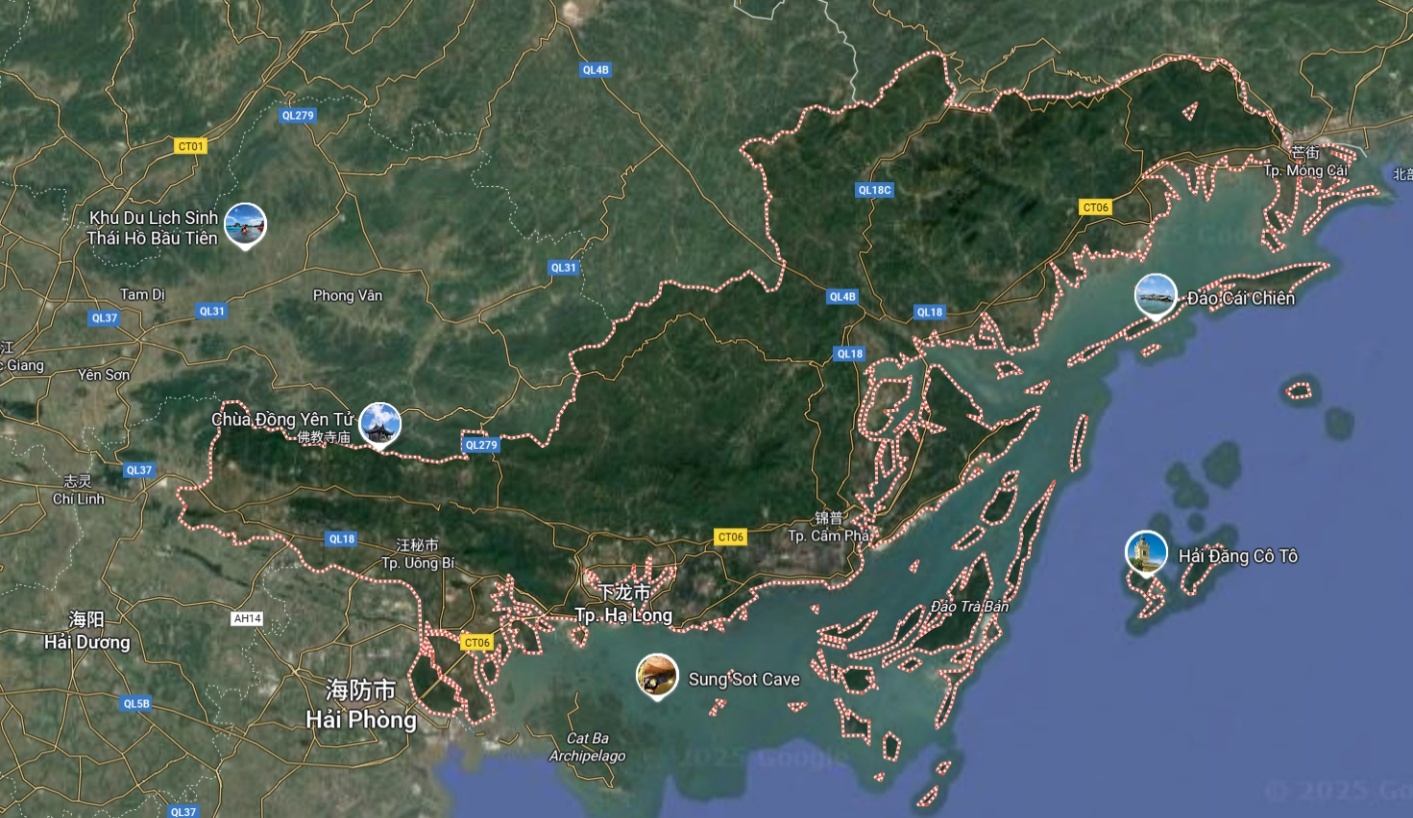 QL4B
QL279
CT01
QL18C
芒街
Tp. Móng Cái
CT06
Khu Du Lịch Sinh
Thái Hồ Bầu Tiên
QL31
Tam Dị
Phong Vân
QL37
QL31
QL4B
QL18
Đảo Cái Chiên
江
c Giang
Yên Sơn
QL18
Chùa Đồng Yên Tử
佛教寺庙
QL279
QL37
志灵
Chí Linh
锦普
Tp. Cẩm Phả
QL18
汪秘市
Tp. Uông Bí
CT06
Hải Đăng Cô Tô
下龙市
Tp. Hạ Long
Đảo Trà Bản
AH14
海阳
Hải Dương
CT06
Sung Sot Cave
海防市
Hải Phòng
QL5B
Cat Ba
Archipelago
2025 Google
© 2025 Go
QL37